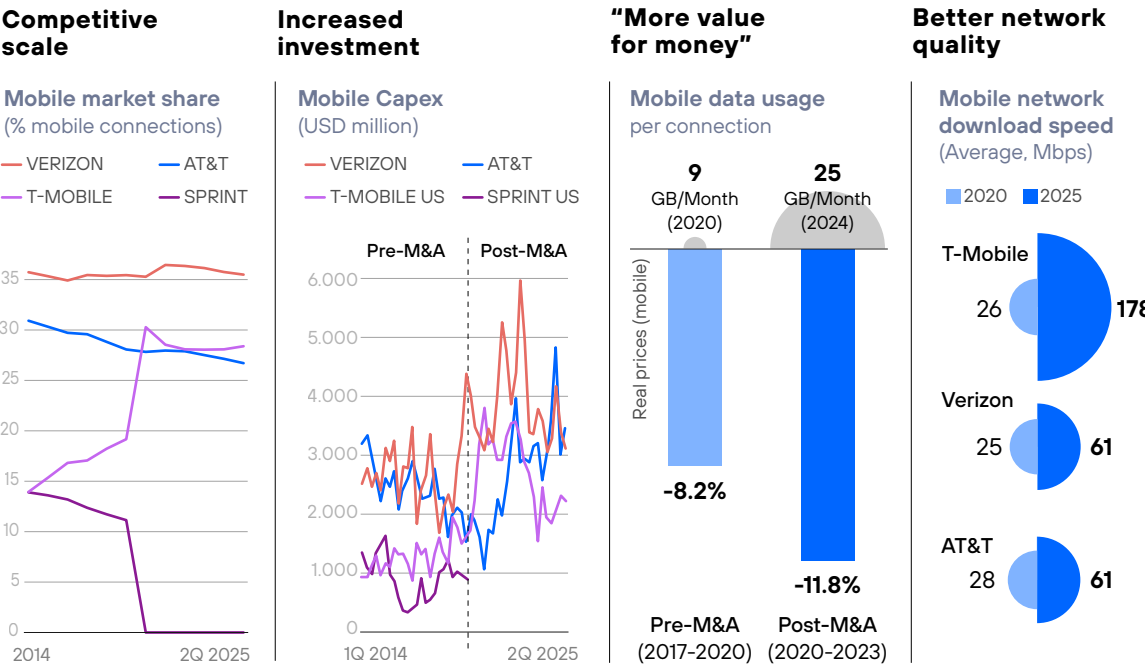 Competitive
scale
Mobile market share
(% mobile connections)
VERIZON
AT&T
T-MOBILE
SPRINT
35
30
25
20
15
10
5
0
2014
2Q 2025
Increased
investment
Mobile Capex
(USD million)
VERIZON
AT&T
T-MOBILE US
SPRINT US
Pre-M&A
Post-M&A
6.000
5.000
4.000
3.000
2.000
1.000
0
1Q 2014
2Q 2025
“More value
for money”
Mobile data usage
per connection
9
GB/Month
(2020)
25
GB/Month
(2024)
Real prices (mobile)
-8.2%
-11.8%
Pre-M&A
(2017-2020)
Post-M&A
(2020-2023)
Better network
quality
Mobile network
download speed
(Average, Mbps)
2020
2025
T-Mobile
26
178
Verizon
25
61
AT&T
28
61